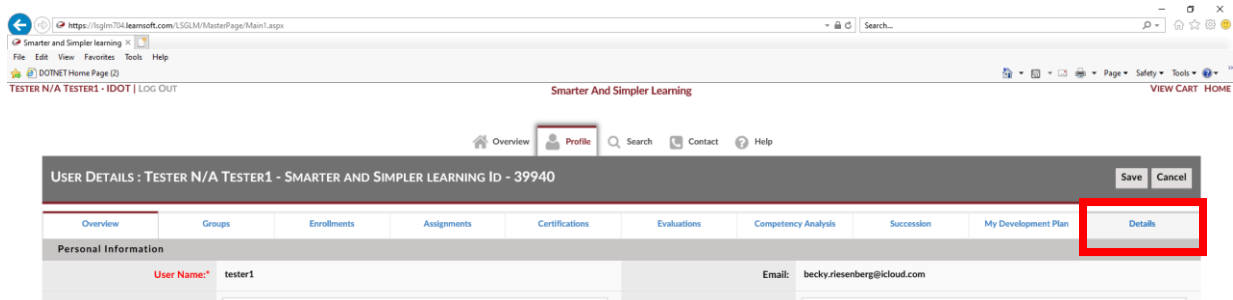 https://lsglm704.learnsoft.com/LSGLM/MasterPage/Main1.aspx Search...
Smarter and Simpler learning
File Edit View Favorites Tools Help
DOTNET Home Page (2) Page Safety Tools
TESTER N/A TESTER1 - IDOT | LOG OUT Smarter And Simpler Learning VIEW CART HOME
Overview Profile Search Contact Help
USER DETAILS : TESTER N/A TESTER1 - SMARTER AND SIMPLER LEARNING ID - 39940 Save Cancel
Overview Groups Enrollments Assignments Certifications Evaluations Competency Analysis Succession My Development Plan Details
Personal Information
User Name:* tester1 Email: becky.riesenberg@icloud.com